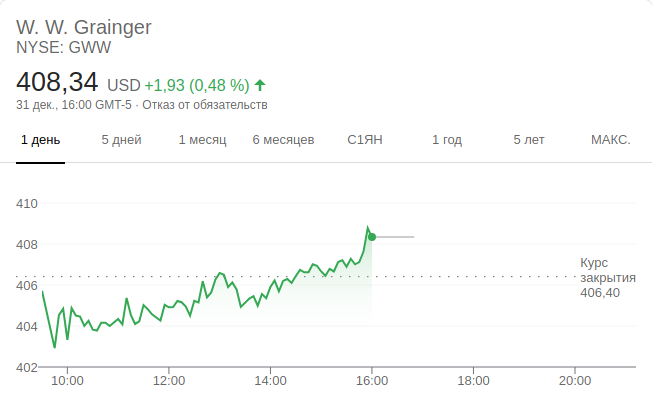 W. W. Grainger
NYSE: GWW
408,34 USD +1,93 (0,48 %)
31 дек., 16:00 GMT-5 · Отказ от обязательств
1 день 5 дней 1 месяц 6 месяцев С1ЯН 1 год 5 лет МАКС.
410
408
406
404
402
Курс
закрытия
406,40
10:00 12:00 14:00 16:00 18:00 20:00